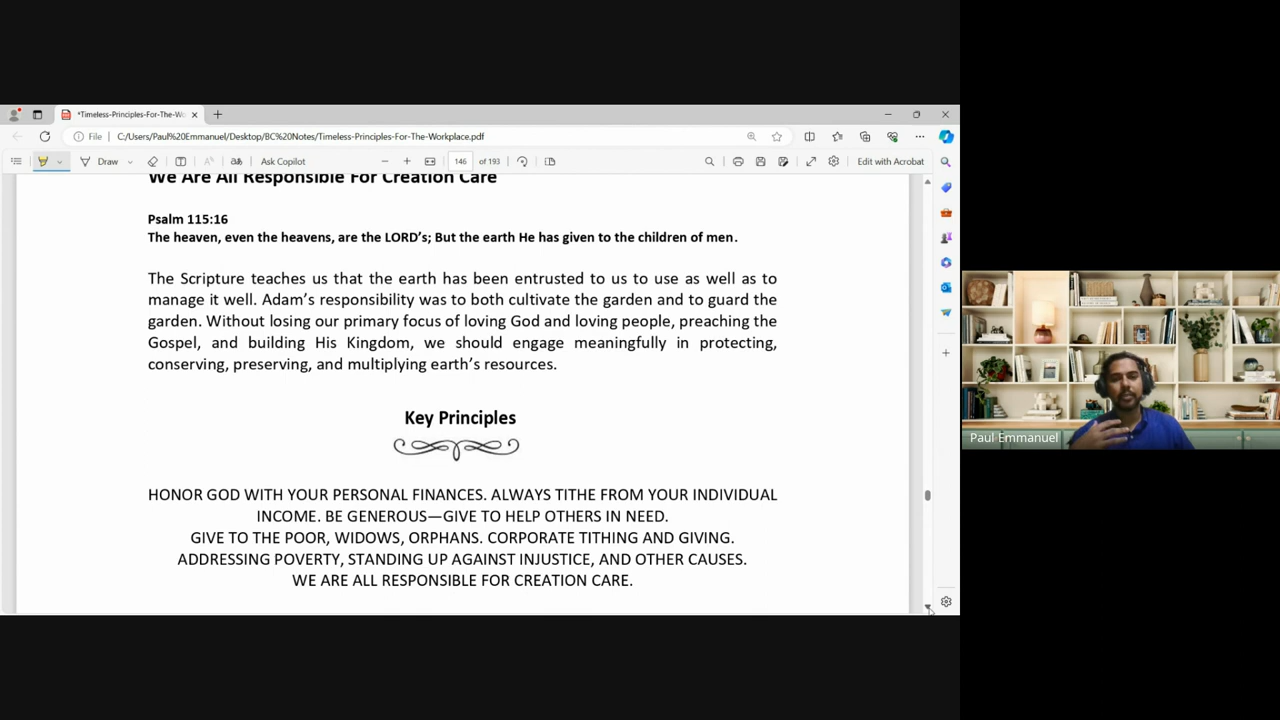 *Timeless-Principles-For-The-Wo
File
C:/Users/Paul%20Emmanuel/Desktop/BC%20Notes/Timeless-Principles-For-The-Workplace.pdf
Draw
Ask Copilot
146 of 193
Edit with Acrobat
We Are All Responsible For Creation Care
Psalm 115:16
The heaven, even the heavens, are the LORD’s; But the earth He has given to the children of men.
The Scripture teaches us that the earth has been entrusted to us to use as well as to
manage it well. Adam’s responsibility was to both cultivate the garden and to guard the
garden. Without losing our primary focus of loving God and loving people, preaching the
Gospel, and building His Kingdom, we should engage meaningfully in protecting,
conserving, preserving, and multiplying earth’s resources.
Key Principles
HONOR GOD WITH YOUR PERSONAL FINANCES. ALWAYS TITHE FROM YOUR INDIVIDUAL
INCOME. BE GENEROUS—GIVE TO HELP OTHERS IN NEED.
GIVE TO THE POOR, WIDOWS, ORPHANS. CORPORATE TITHING AND GIVING.
ADDRESSING POVERTY, STANDING UP AGAINST INJUSTICE, AND OTHER CAUSES.
WE ARE ALL RESPONSIBLE FOR CREATION CARE.
Paul Emmanuel